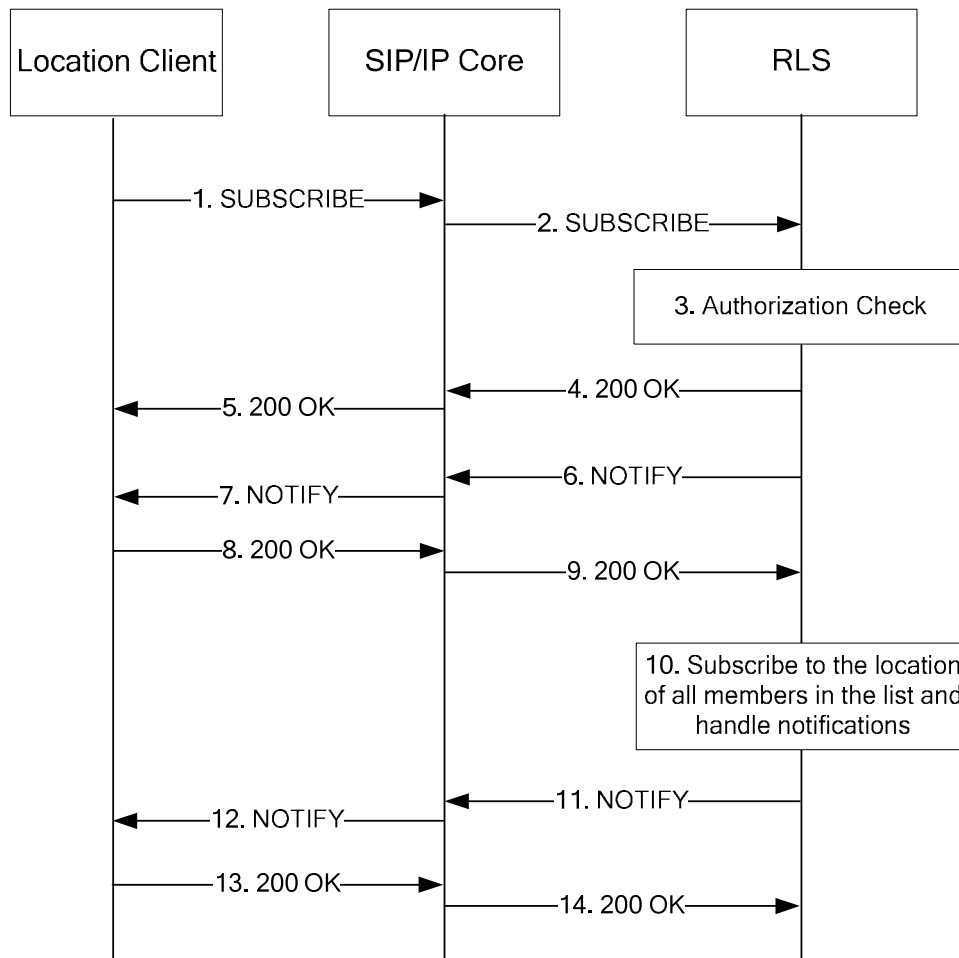 Location Client
SIP/IP Core
RLS
1. SUBSCRIBE
2. SUBSCRIBE
3. Authorization Check
4. 200 OK
5. 200 OK
6. NOTIFY
7. NOTIFY
8. 200 OK
9. 200 OK
10. Subscribe to the location
of all members in the list and
handle notifications
11. NOTIFY
12. NOTIFY
13. 200 OK
14. 200 OK